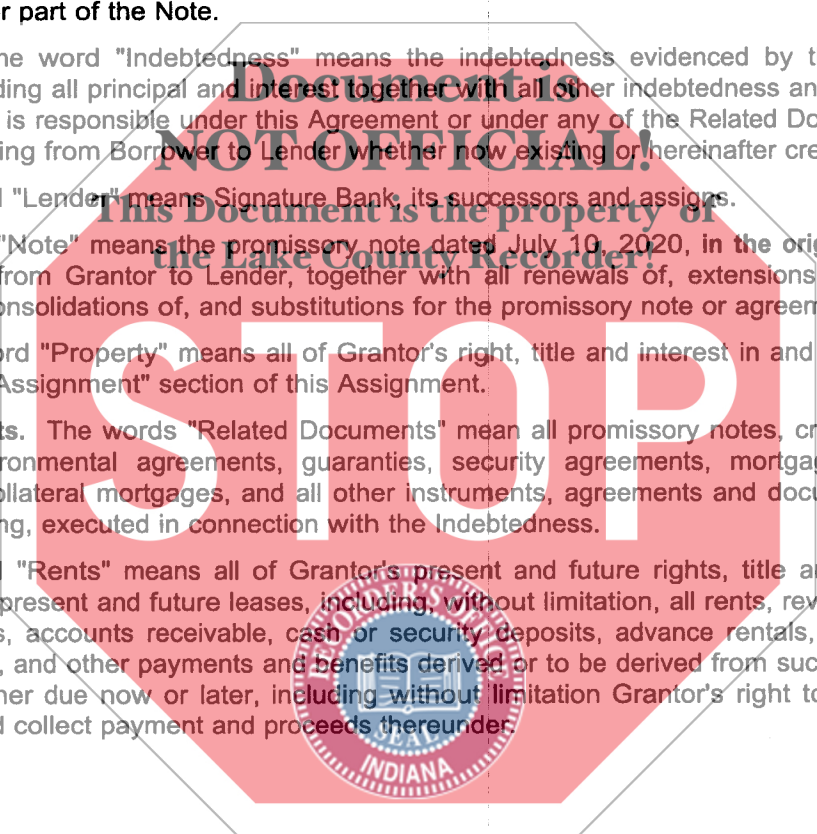 r part of the Note.
he word "Indebtedness" means the indebtedness evidenced by t
ding all principal and interest together with all other indebtedness an
is responsible under this Agreement or under any of the Related Do
ing from Borrower to Lender whether now existing or hereinafter cre
Document is
NOT OFFICIAL!
This Document is the property of
the Lake County Recorder!
"Lender" means Signature Bank, its successors and assigns.
"Note" means the promissory note dated July 10, 2020, in the orig
from Grantor to Lender, together with all renewals of, extensions
onsolidations of, and substitutions for the promissory note or agreem
STOP
ord "Property" means all of Grantor's right, title and interest in and
Assignment" section of this Assignment.
ts. The words "Related Documents" mean all promissory notes, cr
ronmental agreements, guaranties, security agreements, mortga
ollateral mortgages, and all other instruments, agreements and docu
ng, executed in connection with the Indebtedness.
"Rents" means all of Grantor's present and future rights, title a
present and future leases, including, without limitation, all rents, rev
s, accounts receivable, cash or security deposits, advance rentals,
, and other payments and benefits derived or to be derived from suc
her due now or later, including without limitation Grantor's right to
d collect payment and proceeds thereunder.
SEAL
INDIANA